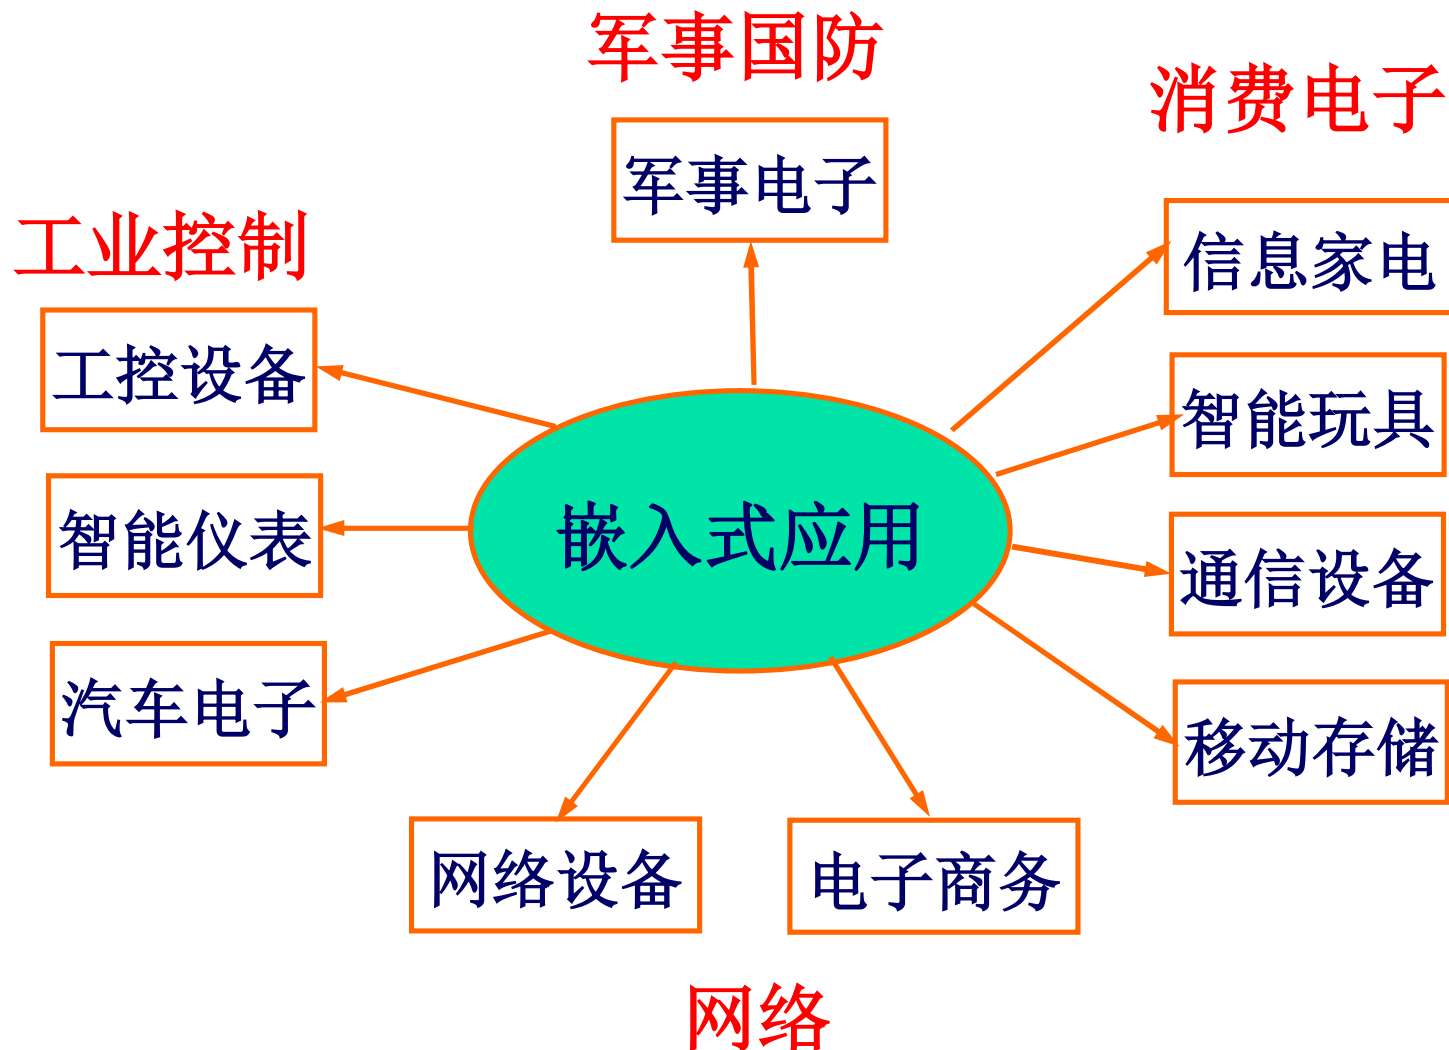 军事国防
军事电子
消费电子
信息家电
智能玩具
通信设备
移动存储
工业控制
工控设备
智能仪表
汽车电子
嵌入式应用
网络设备
电子商务
网络